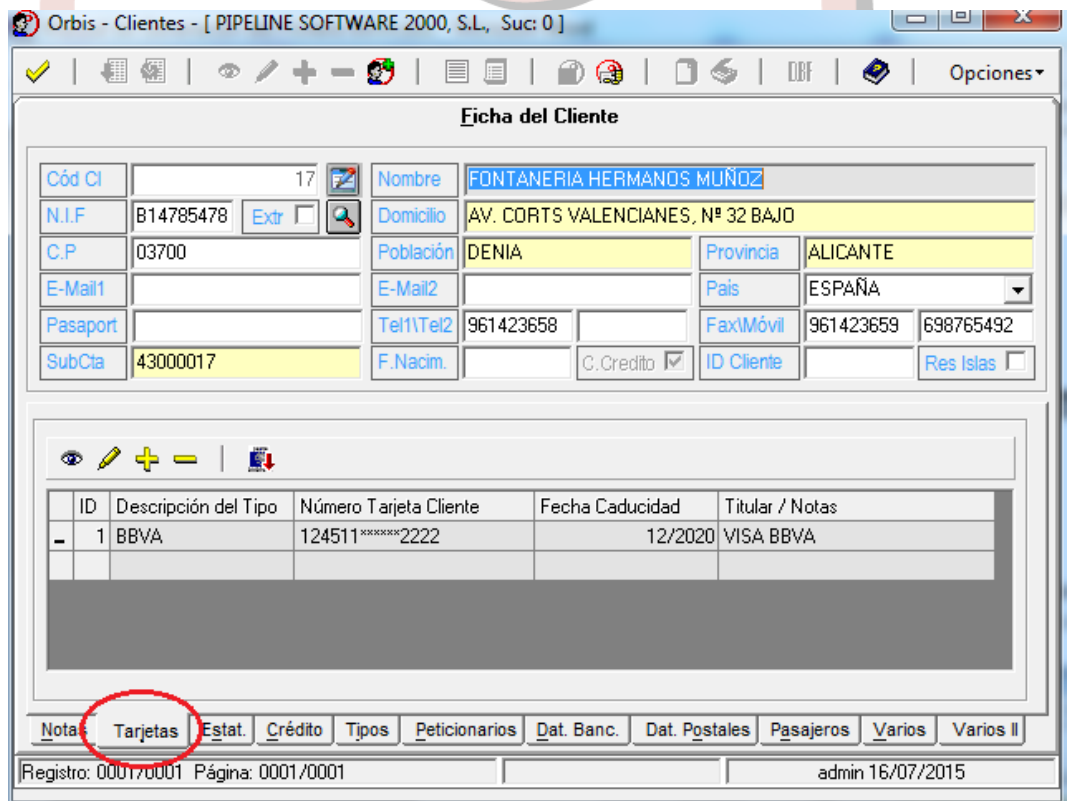 Orbis - Clientes - [ PIPELINE SOFTWARE 2000, S.L., Suc: 0 ]
DBF Opciones
Ficha del Cliente
Cód Cl 17 Nombre FONTANERIA HERMANOS MUÑOZ
N.I.F B14785478 Extr Domicilio AV. CORTS VALENCIANES, Nº 32 BAJO
C.P 03700 Población DENIA Provincia ALICANTE
E-Mail1 E-Mail2 Pais ESPAÑA
Pasaport Tel1\Tel2 961423658 Fax\Móvil 961423659 698765492
SubCta 43000017 F.Nacim. C.Credito ID Cliente Res Islas
ID Descripción del Tipo Número Tarjeta Cliente Fecha Caducidad Titular / Notas
1 BBVA 124511******2222 12/2020 VISA BBVA
Notas Tarjetas Estat. Crédito Tipos Peticionarios Dat. Banc. Dat. Postales Pasajeros Varios Varios II
Registro: 0001/0001 Página: 0001/0001 admin 16/07/2015